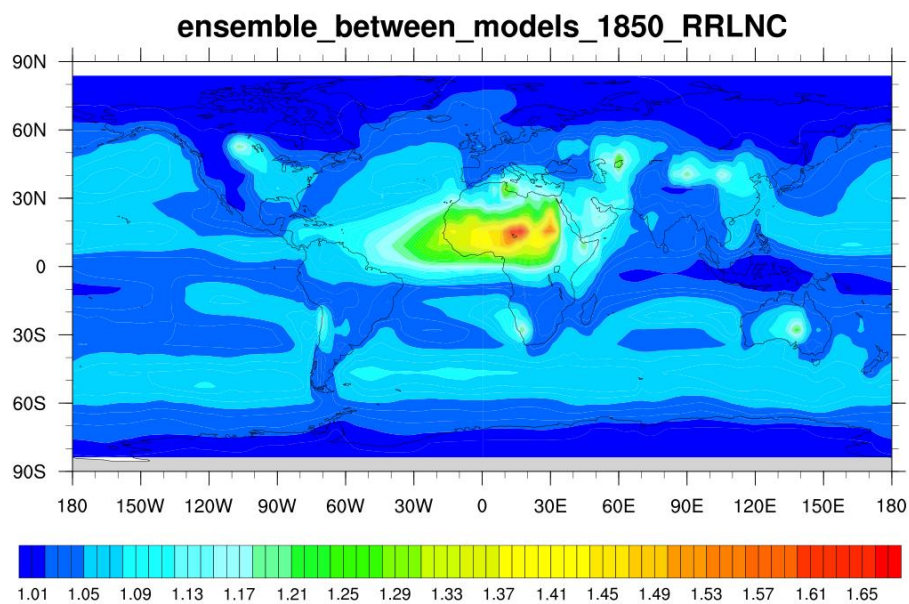 ensemble_between_models_1850_RRLNC
90N
60N
30N
0
30S
60S
90S
180 150W 120W 90W 60W 30W 0 30E 60E 90E 120E 150E 180
1.01 1.05 1.09 1.13 1.17 1.21 1.25 1.29 1.33 1.37 1.41 1.45 1.49 1.53 1.57 1.61 1.65